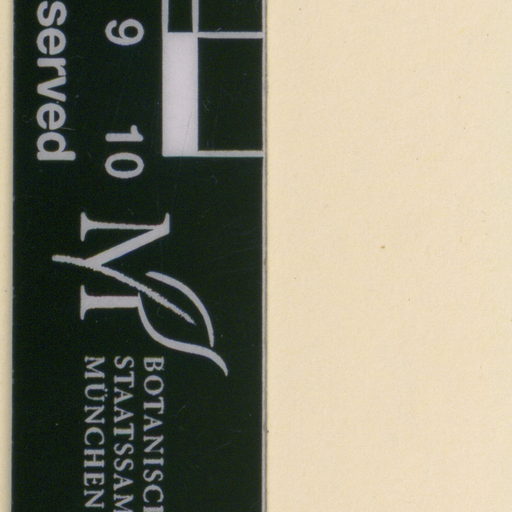 served
9 10
M
BOTANISC
STAATSSAM
MÜNCHEN